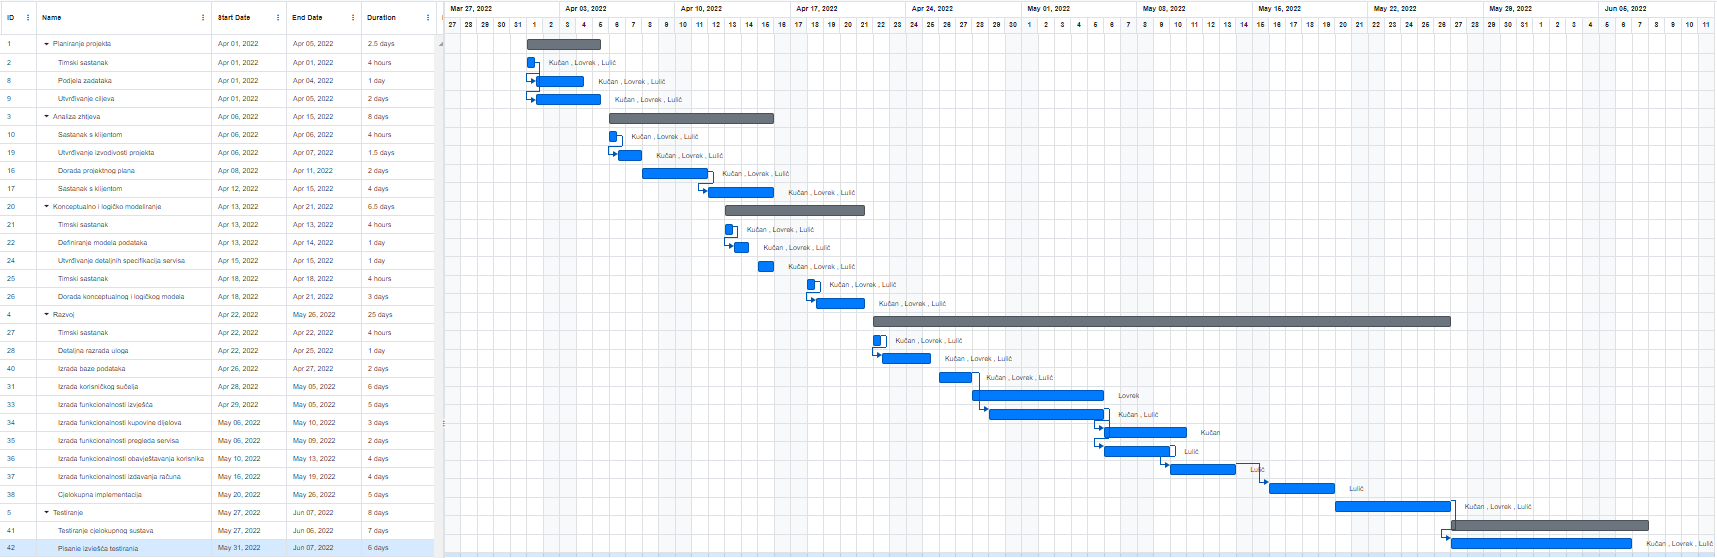 ID Name Start Date End Date Duration
Mar 27, 2022 Apr 03, 2022 Apr 10, 2022 Apr 17, 2022 Apr 24, 2022 May 01, 2022 May 08, 2022 May 15, 2022 May 22, 2022 May 29, 2022 Jun 05, 2022
27 28 29 30 31 1 2 3 4 5 6 7 8 9 10 11 12 13 14 15 16 17 18 19 20 21 22 23 24 25 26 27 28 29 30 1 2 3 4 5 6 7 8 9 10 11 12 13 14 15 16 17 18 19 20 21 22 23 24 25 26 27 28 29 30 31 1 2 3 4 5 6 7 8 9 10 11
1 Planiranje projekta Apr 01, 2022 Apr 05, 2022 2.5 days
2 Timski sastanak Apr 01, 2022 Apr 01, 2022 4 hours Kučan , Lovrek , Lulić
8 Podjela zadataka Apr 01, 2022 Apr 04, 2022 1 day Kučan , Lovrek , Lulić
9 Utvrđivanje ciljeva Apr 01, 2022 Apr 05, 2022 2 days Kučan , Lovrek , Lulić
3 Analiza zhtjeva Apr 06, 2022 Apr 15, 2022 8 days
10 Sastanak s klijentom Apr 06, 2022 Apr 06, 2022 4 hours Kučan , Lovrek , Lulić
19 Utvrđivanje izvodivosti projekta Apr 06, 2022 Apr 07, 2022 1.5 days Kučan , Lovrek , Lulić
16 Dorada projektnog plana Apr 08, 2022 Apr 11, 2022 2 days Kučan , Lovrek , Lulić
17 Sastanak s klijentom Apr 12, 2022 Apr 15, 2022 4 days Kučan , Lovrek , Lulić
20 Konceptualno i logičko modeliranje Apr 13, 2022 Apr 21, 2022 6.5 days
21 Timski sastanak Apr 13, 2022 Apr 13, 2022 4 hours Kučan , Lovrek , Lulić
22 Definiranje modela podataka Apr 13, 2022 Apr 14, 2022 1 day Kučan , Lovrek , Lulić
24 Utvrđivanje detaljnih specifikacija servisa Apr 15, 2022 Apr 15, 2022 1 day Kučan , Lovrek , Lulić
25 Timski sastanak Apr 18, 2022 Apr 18, 2022 4 hours Kučan , Lovrek , Lulić
26 Dorada konceptualnog i logičkog modela Apr 18, 2022 Apr 21, 2022 3 days Kučan , Lovrek , Lulić
4 Razvoj Apr 22, 2022 May 26, 2022 25 days
27 Timski sastanak Apr 22, 2022 Apr 22, 2022 4 hours Kučan , Lovrek , Lulić
28 Detaljna razrada uloga Apr 22, 2022 Apr 25, 2022 1 day Kučan , Lovrek , Lulić
40 Izrada baze podataka Apr 26, 2022 Apr 27, 2022 2 days Kučan , Lovrek , Lulić
31 Izrada korisničkog sučelja Apr 28, 2022 May 05, 2022 6 days Lovrek
33 Izrada funkcionalnosti izvješća Apr 29, 2022 May 05, 2022 5 days Kučan , Lulić
34 Izrada funkcionalnosti kupovine dijelova May 06, 2022 May 10, 2022 3 days Kučan
35 Izrada funkcionalnosti pregleda servisa May 06, 2022 May 09, 2022 2 days Lulić
36 Izrada funkcionalnosti obavještavanja korisnika May 10, 2022 May 13, 2022 4 days Lulić
37 Izrada funkcionalnosti izdavanja računa May 16, 2022 May 19, 2022 4 days Lulić
38 Cjelokupna implementacija May 20, 2022 May 26, 2022 5 days Kučan , Lovrek , Lulić
5 Testiranje May 27, 2022 Jun 07, 2022 8 days
41 Testiranje cjelokupnog sustava May 27, 2022 Jun 06, 2022 7 days Kučan , Lovrek , Lulić
42 Pisanje izvješća testiranja May 31, 2022 Jun 07, 2022 6 days